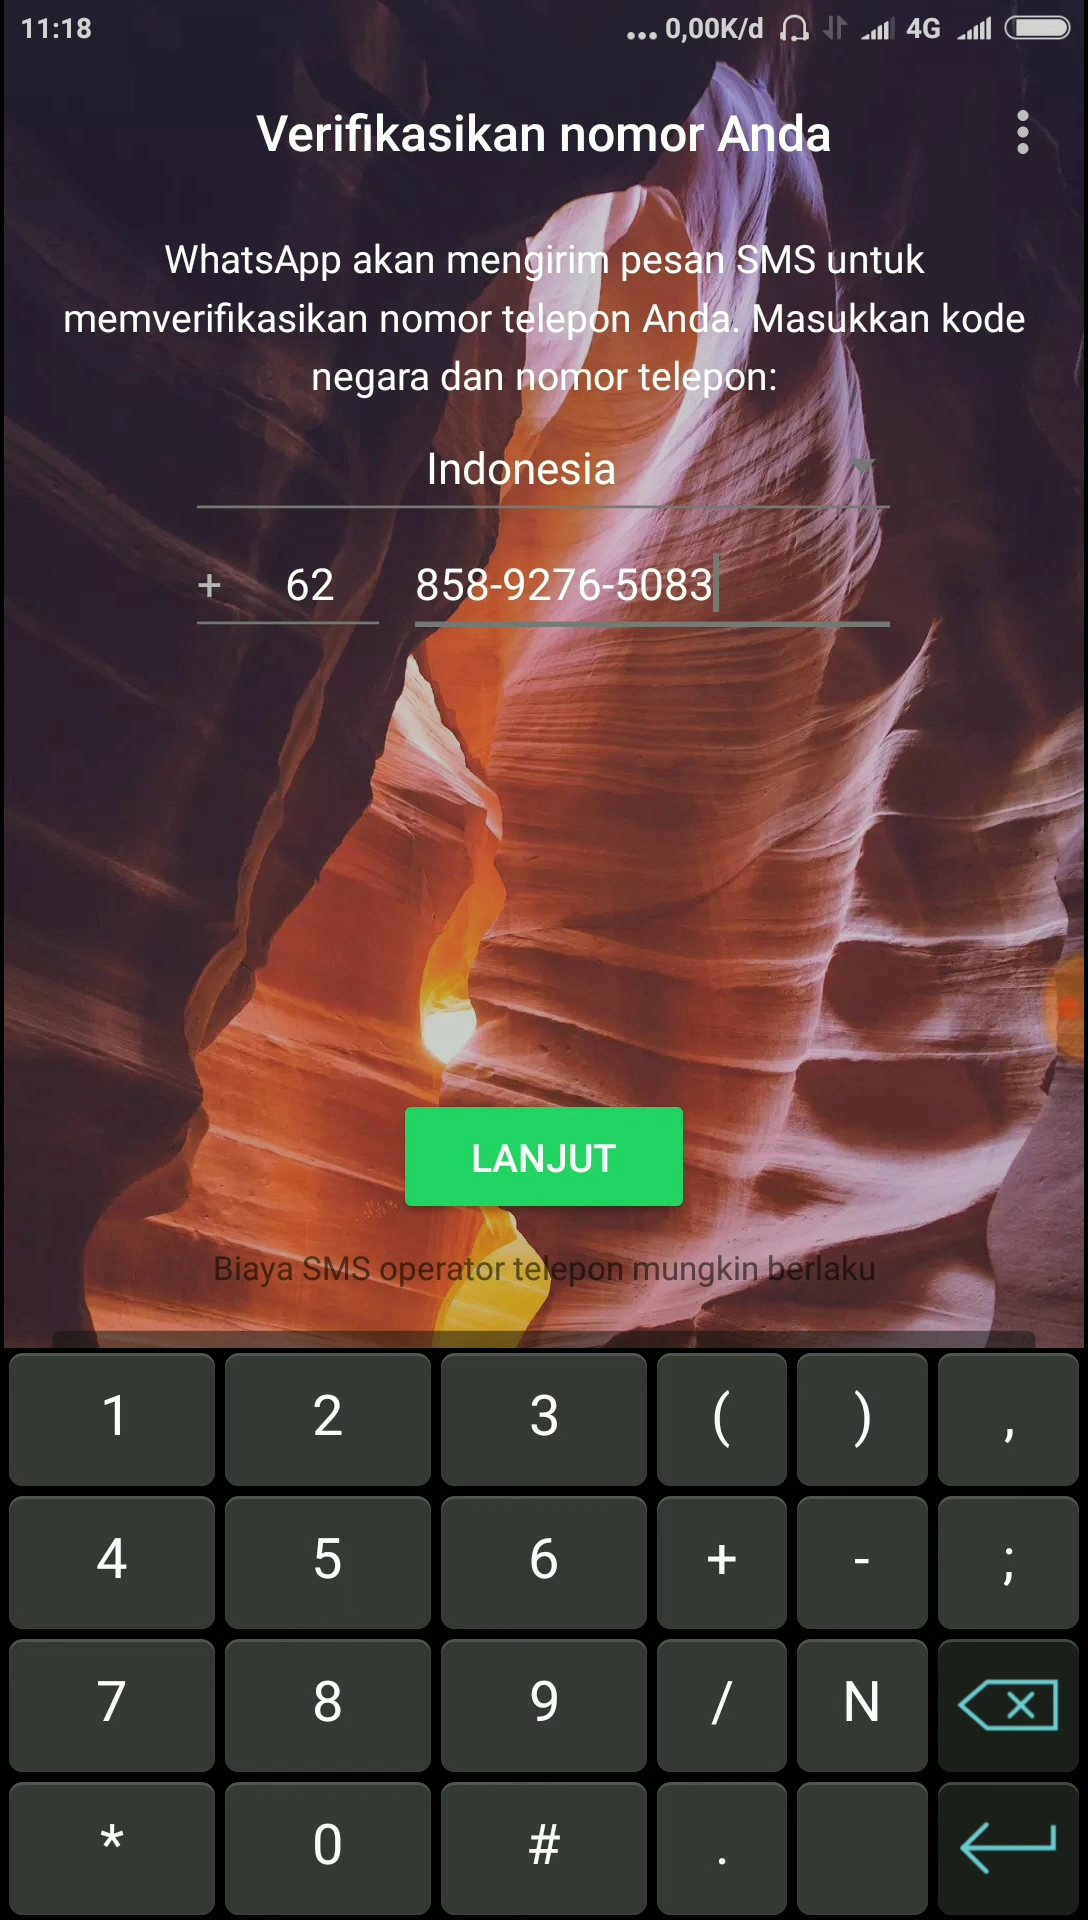 11:18 ... 0,00K/d 4G
Verifikasikan nomor Anda
WhatsApp akan mengirim pesan SMS untuk
memverifikasikan nomor telepon Anda. Masukkan kode
negara dan nomor telepon:
Indonesia
+ 62 858-9276-5083
LANJUT
Biaya SMS operator telepon mungkin berlaku
1 2 3 ( ) ,
4 5 6 + - ;
7 8 9 / N
* 0 # .